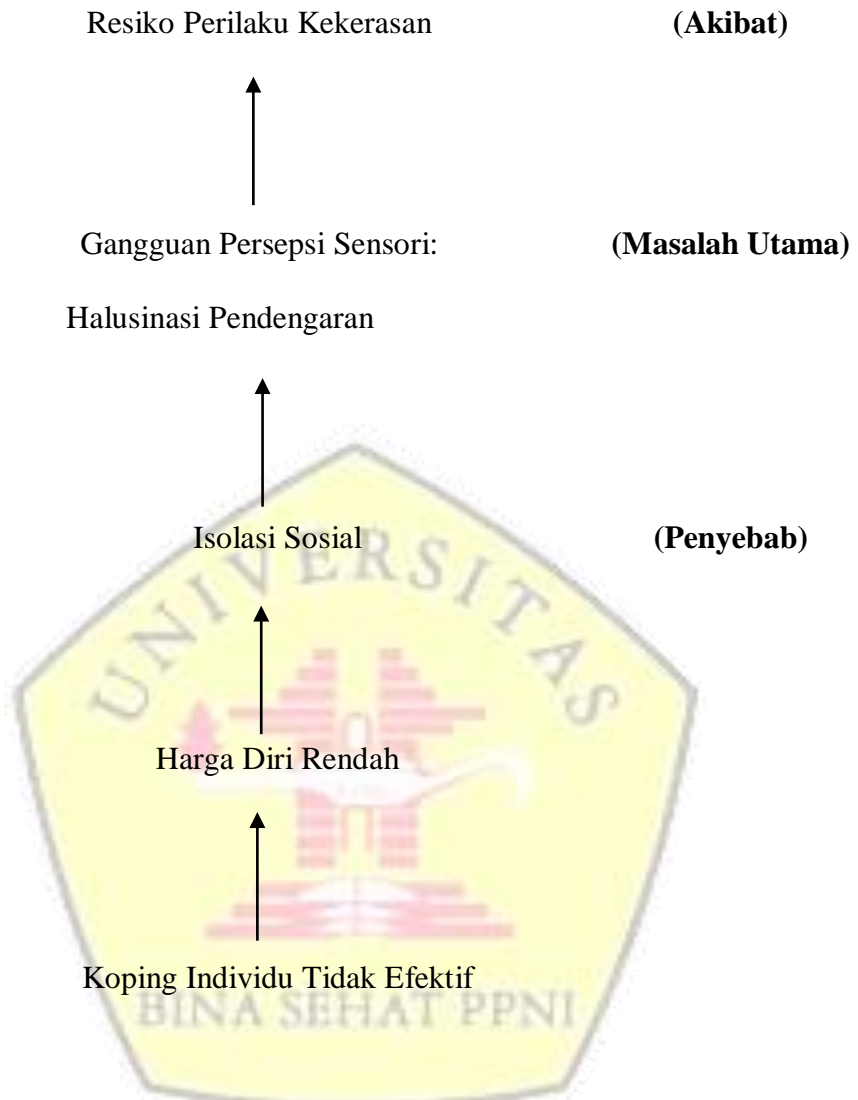 Resiko Perilaku Kekerasan (Akibat)
Gangguan Persepsi Sensori: (Masalah Utama)
Halusinasi Pendengaran
UNIVERSITAS
Isolasi Sosial (Penyebab)
Harga Diri Rendah
Koping Individu Tidak Efektif
BINA SEHAT PPNI